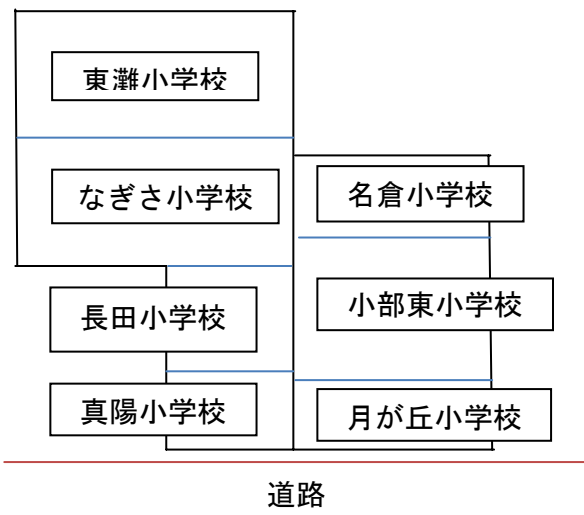 東灘小学校
なぎさ小学校
名倉小学校
長田小学校
小部東小学校
真陽小学校
月が丘小学校
道路